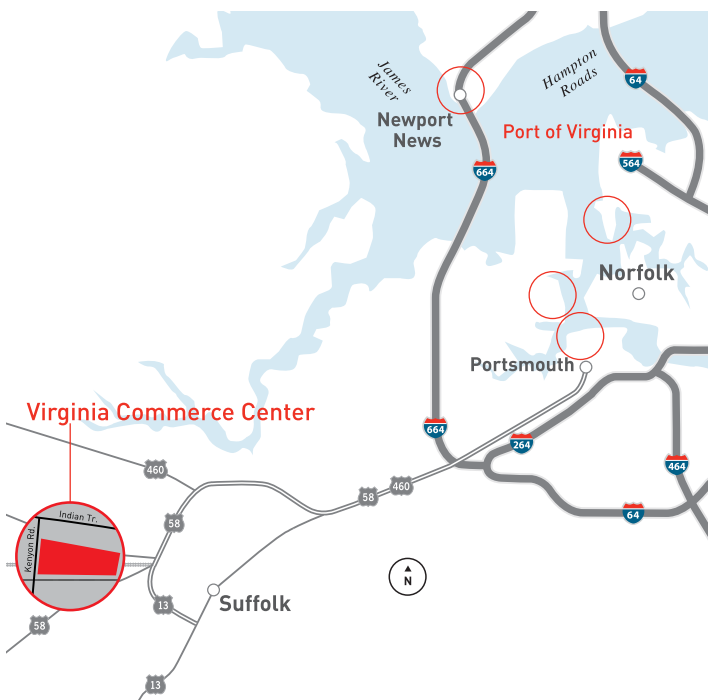 James
River
Hampton
Roads
64
Newport
News
Port of Virginia
564
664
Norfolk
Portsmouth
Virginia Commerce Center
664
264
460
464
460
58
64
58
Indian Tr.
Kenyon Rd.
N
13
Suffolk
58
13